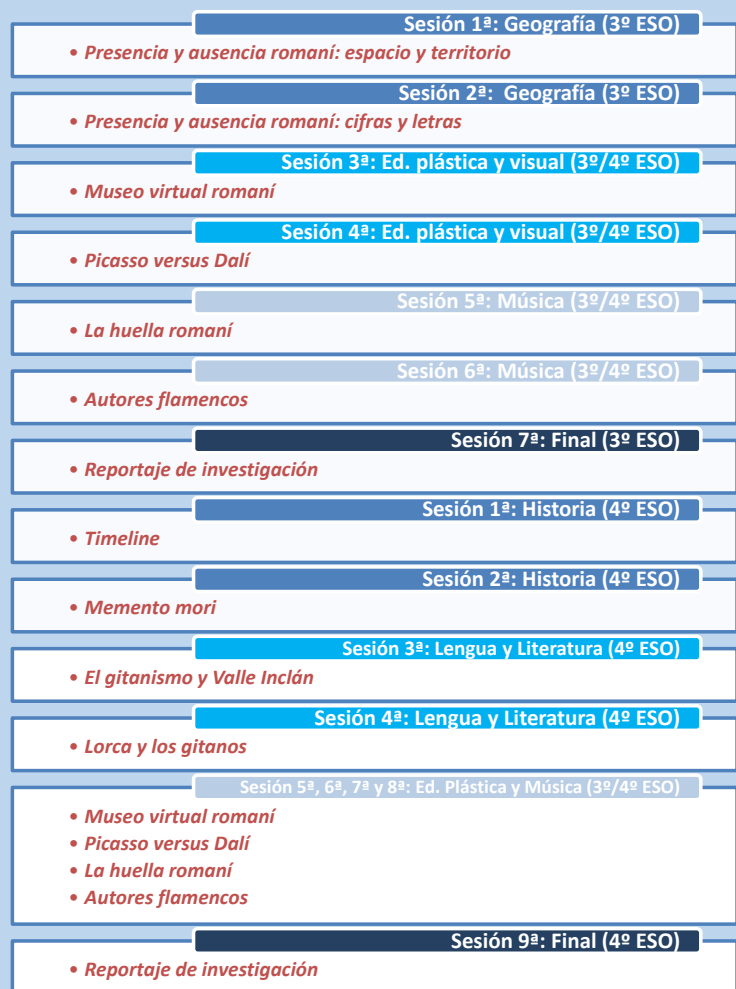 Sesión 1ª: Geografía (3º ESO)
• Presencia y ausencia romaní: espacio y territorio
Sesión 2ª: Geografía (3º ESO)
• Presencia y ausencia romaní: cifras y letras
Sesión 3ª: Ed. plástica y visual (3º/4º ESO)
• Museo virtual romaní
Sesión 4ª: Ed. plástica y visual (3º/4º ESO)
• Picasso versus Dalí
Sesión 5ª: Música (3º/4º ESO)
• La huella romaní
Sesión 6ª: Música (3º/4º ESO)
• Autores flamencos
Sesión 7ª: Final (3º ESO)
• Reportaje de investigación
Sesión 1ª: Historia (4º ESO)
• Timeline
Sesión 2ª: Historia (4º ESO)
• Memento mori
Sesión 3ª: Lengua y Literatura (4º ESO)
• El gitanismo y Valle Inclán
Sesión 4ª: Lengua y Literatura (4º ESO)
• Lorca y los gitanos
Sesión 5ª, 6ª, 7ª y 8ª: Ed. Plástica y Música (3º/4º ESO)
• Museo virtual romaní
• Picasso versus Dalí
• La huella romaní
• Autores flamencos
Sesión 9ª: Final (4º ESO)
• Reportaje de investigación